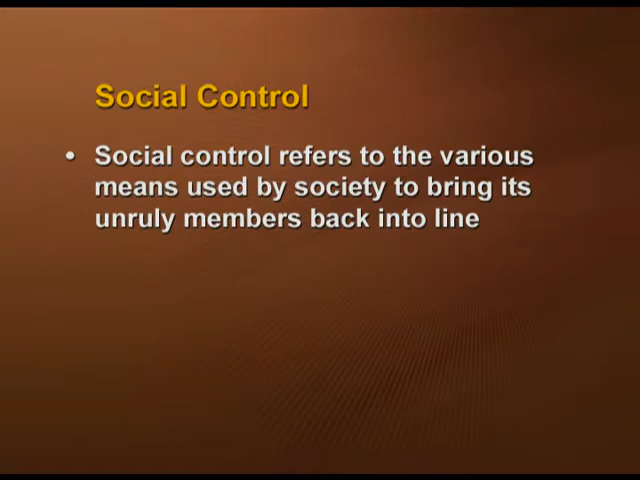 Social Control
• Social control refers to the various
means used by society to bring its
unruly members back into line